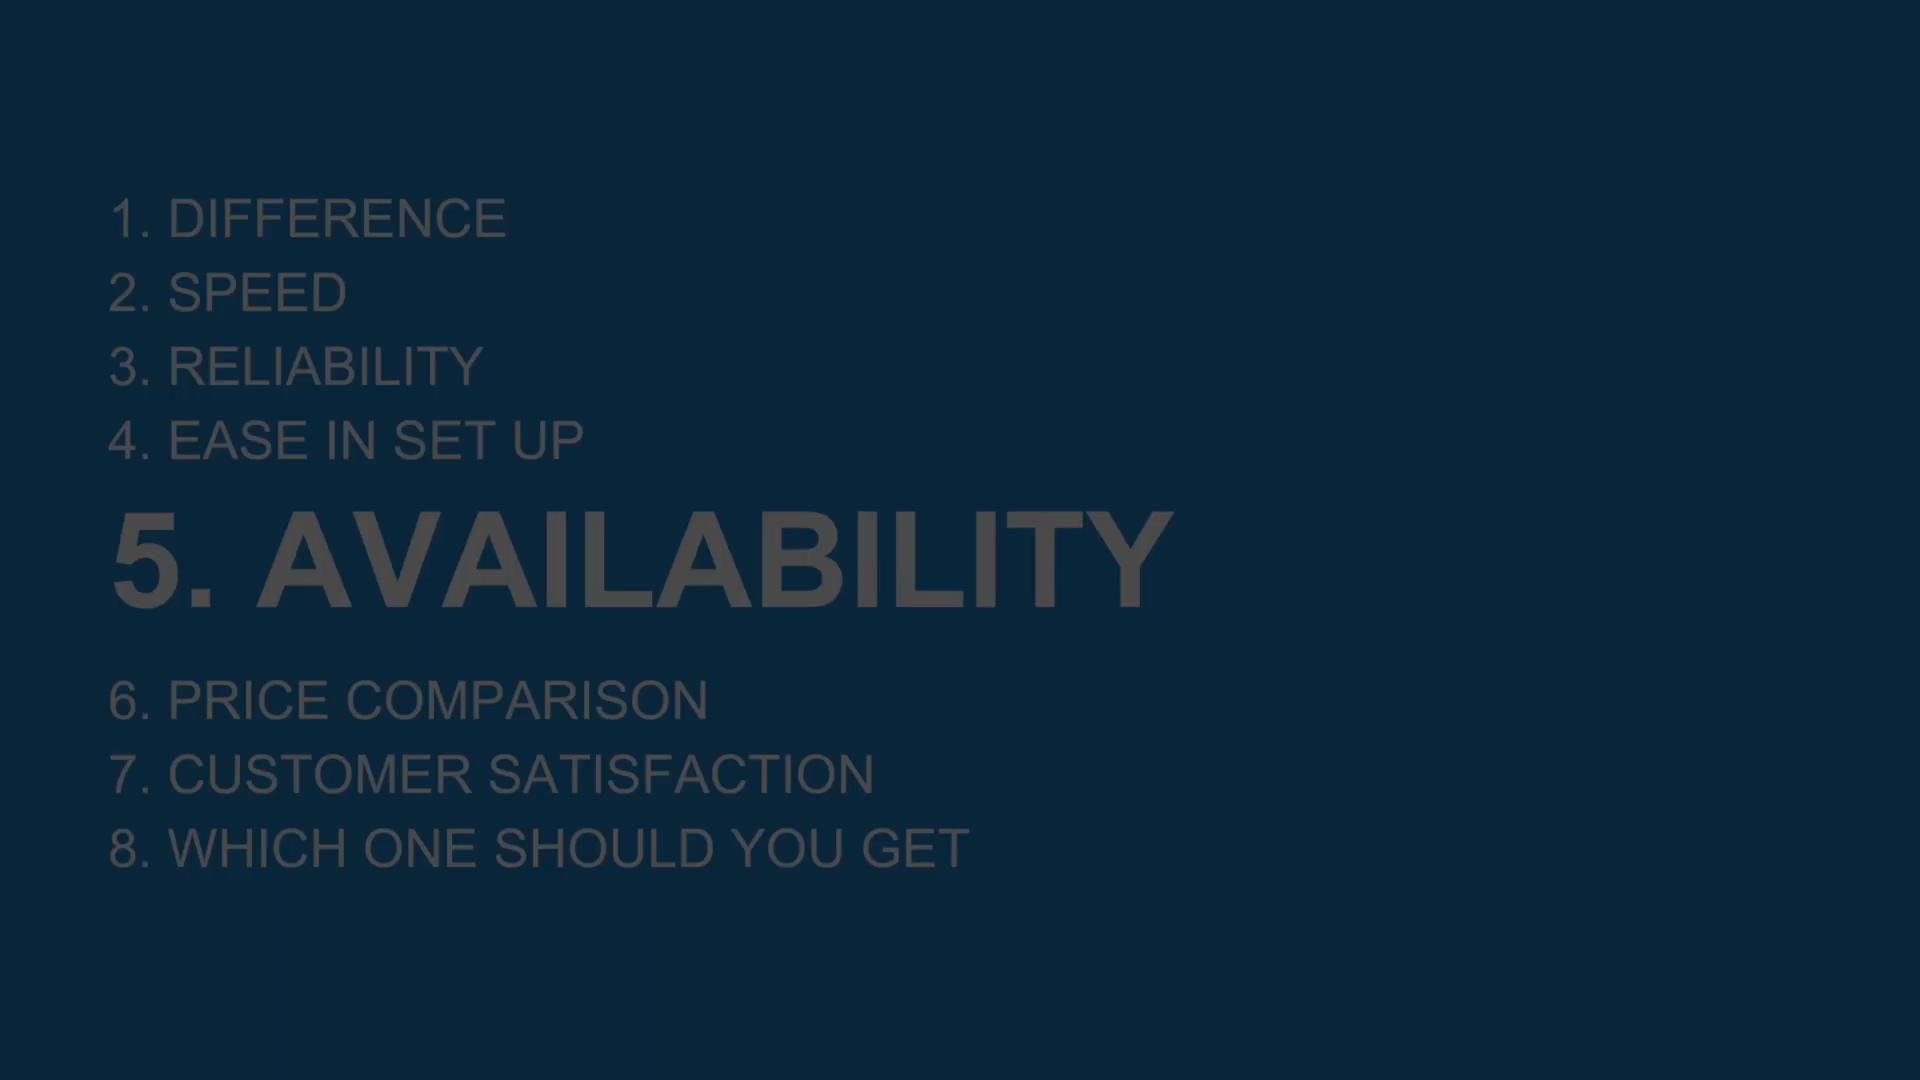 1. DIFFERENCE
2. SPEED
3. RELIABILITY
4. EASE IN SET UP
5. AVAILABILITY
6. PRICE COMPARISON
7. CUSTOMER SATISFACTION
8. WHICH ONE SHOULD YOU GET